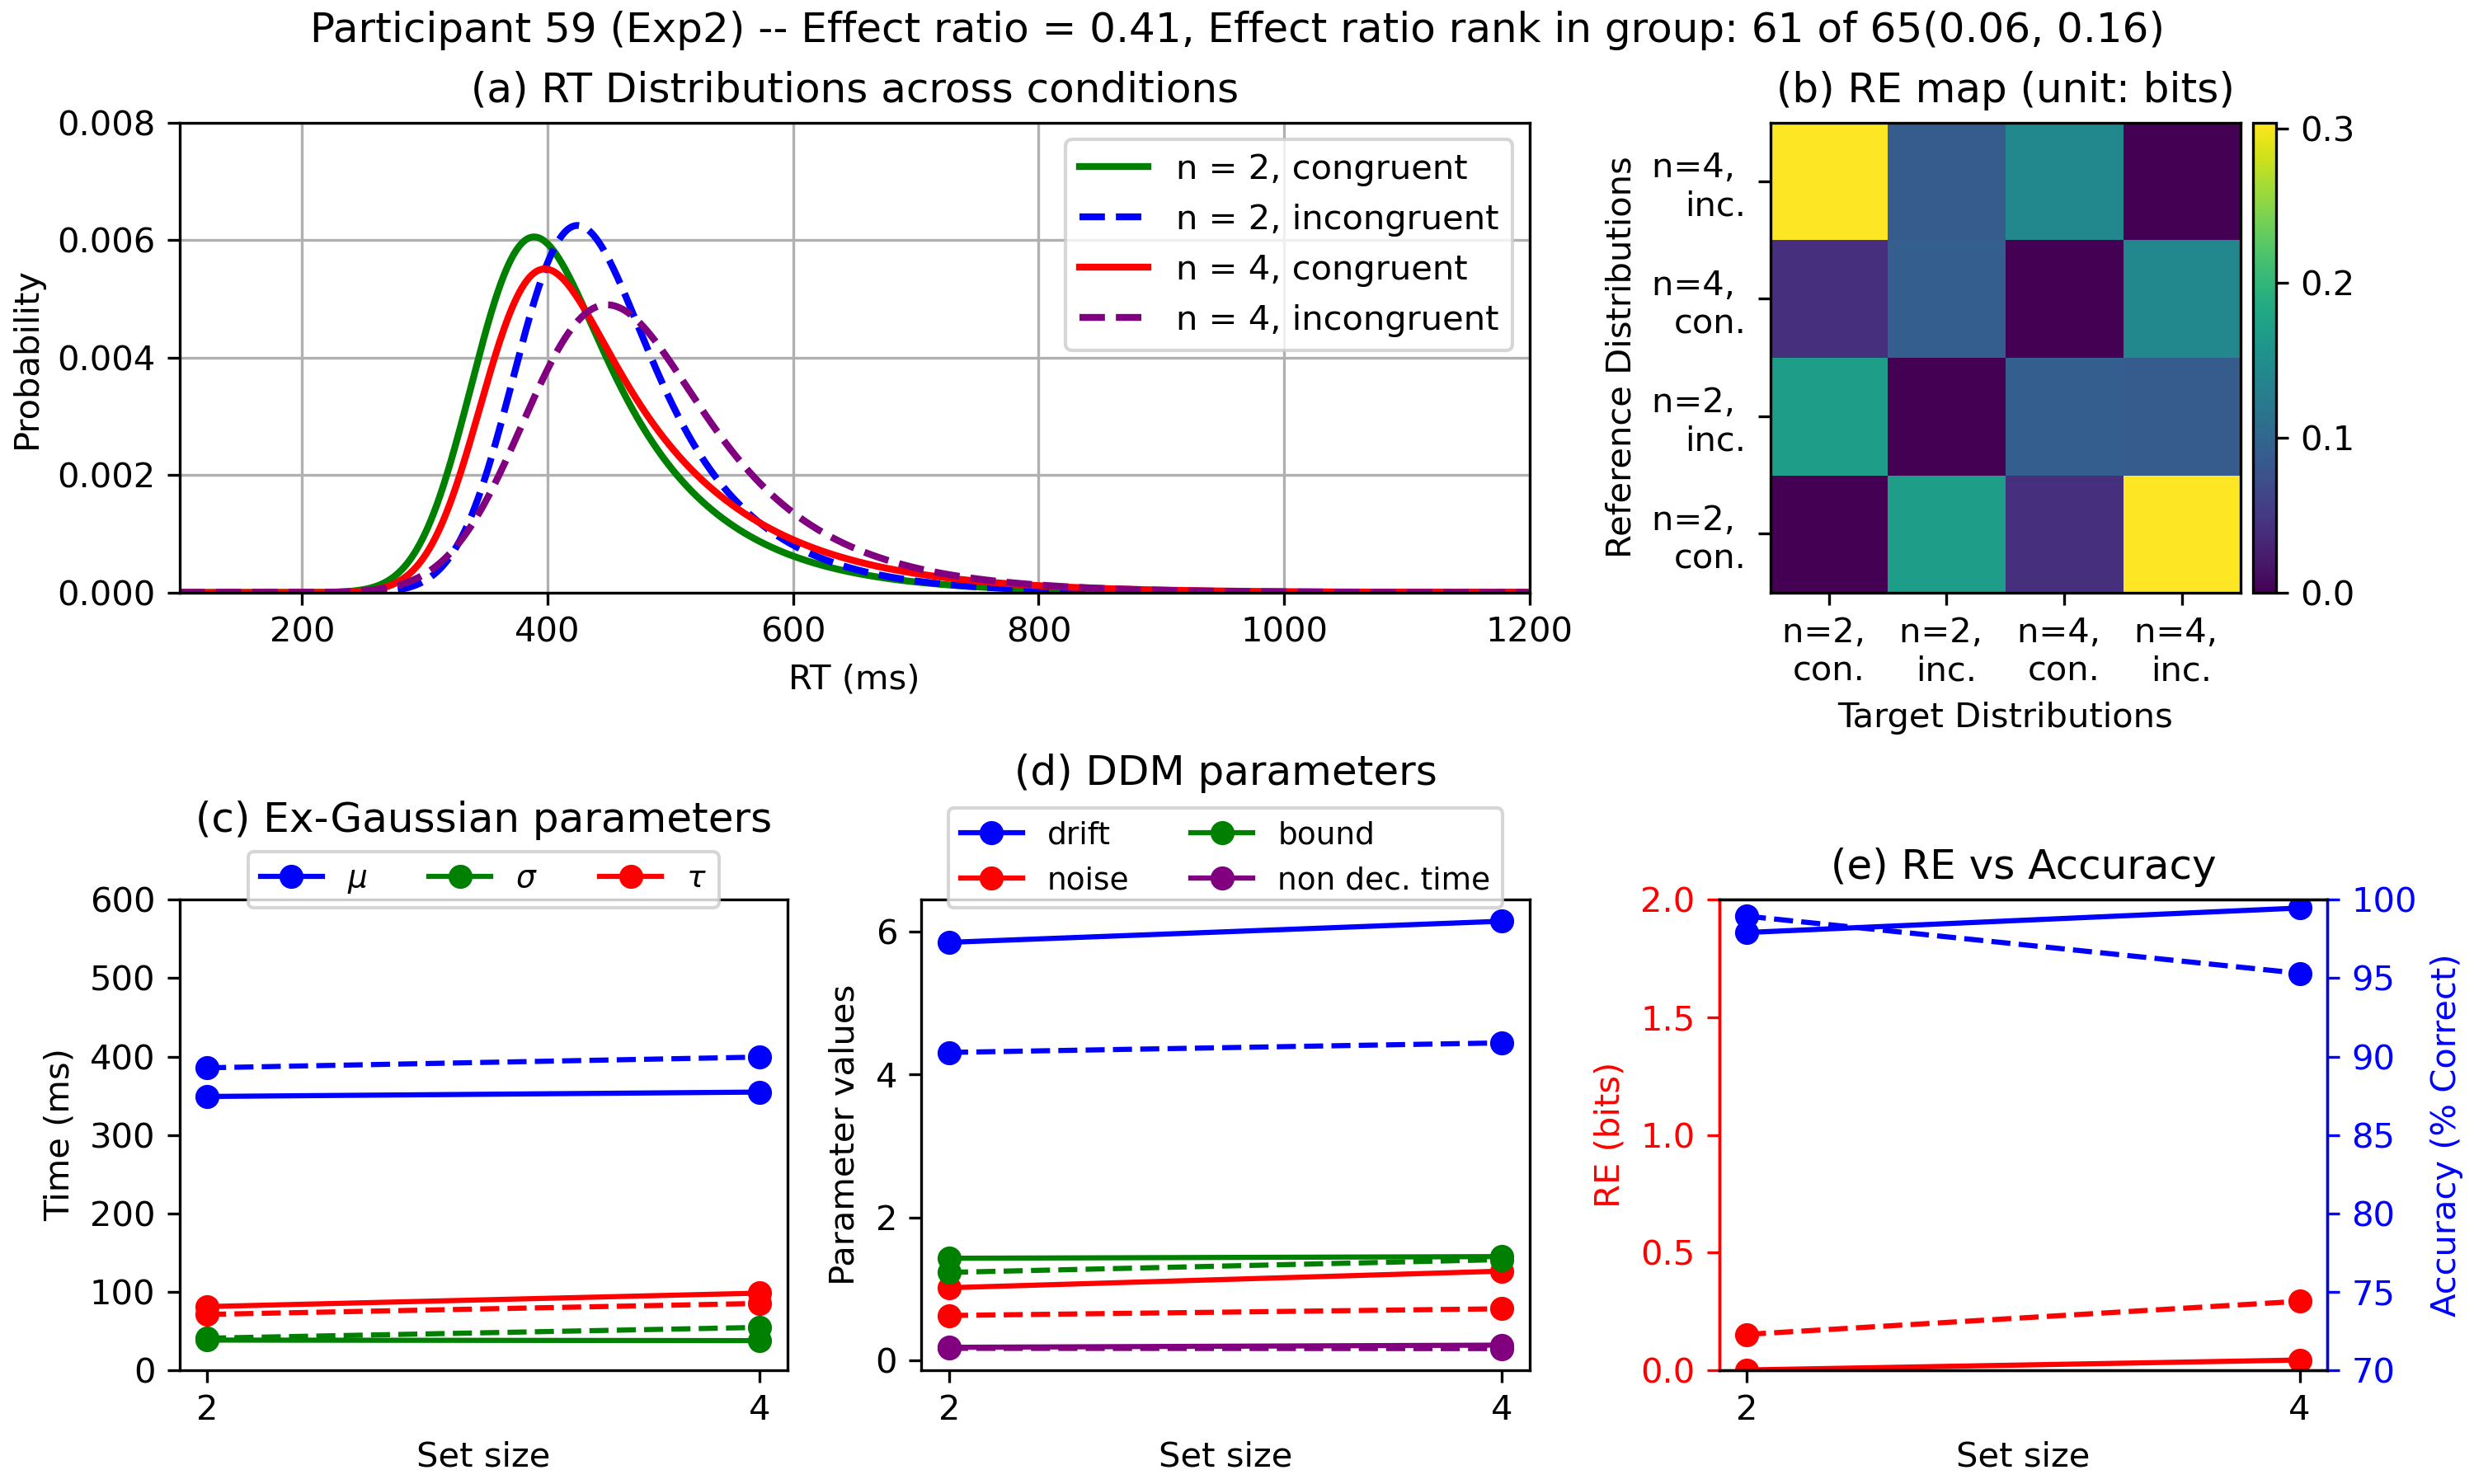 Participant 59 (Exp2) -- Effect ratio = 0.41, Effect ratio rank in group: 61 of 65(0.06, 0.16)
(a) RT Distributions across conditions
0.008
0.006
0.004
0.002
0.000
Probability
n = 2, congruent
n = 2, incongruent
n = 4, congruent
n = 4, incongruent
200
400
600
800
1000
1200
RT (ms)
(b) RE map (unit: bits)
Reference Distributions
n=4,
inc.
n=4,
con.
n=2,
inc.
n=2,
con.
0.3
0.2
0.1
0.0
n=2,
con.
n=2,
inc.
n=4,
con.
n=4,
inc.
Target Distributions
(c) Ex-Gaussian parameters
μ
σ
τ
600
500
400
300
200
100
0
Time (ms)
2
4
Set size
(d) DDM parameters
drift
noise
bound
non dec. time
6
4
2
0
Parameter values
2
4
Set size
(e) RE vs Accuracy
2.0
1.5
1.0
0.5
0.0
RE (bits)
100
95
90
85
80
75
70
Accuracy (% Correct)
2
4
Set size